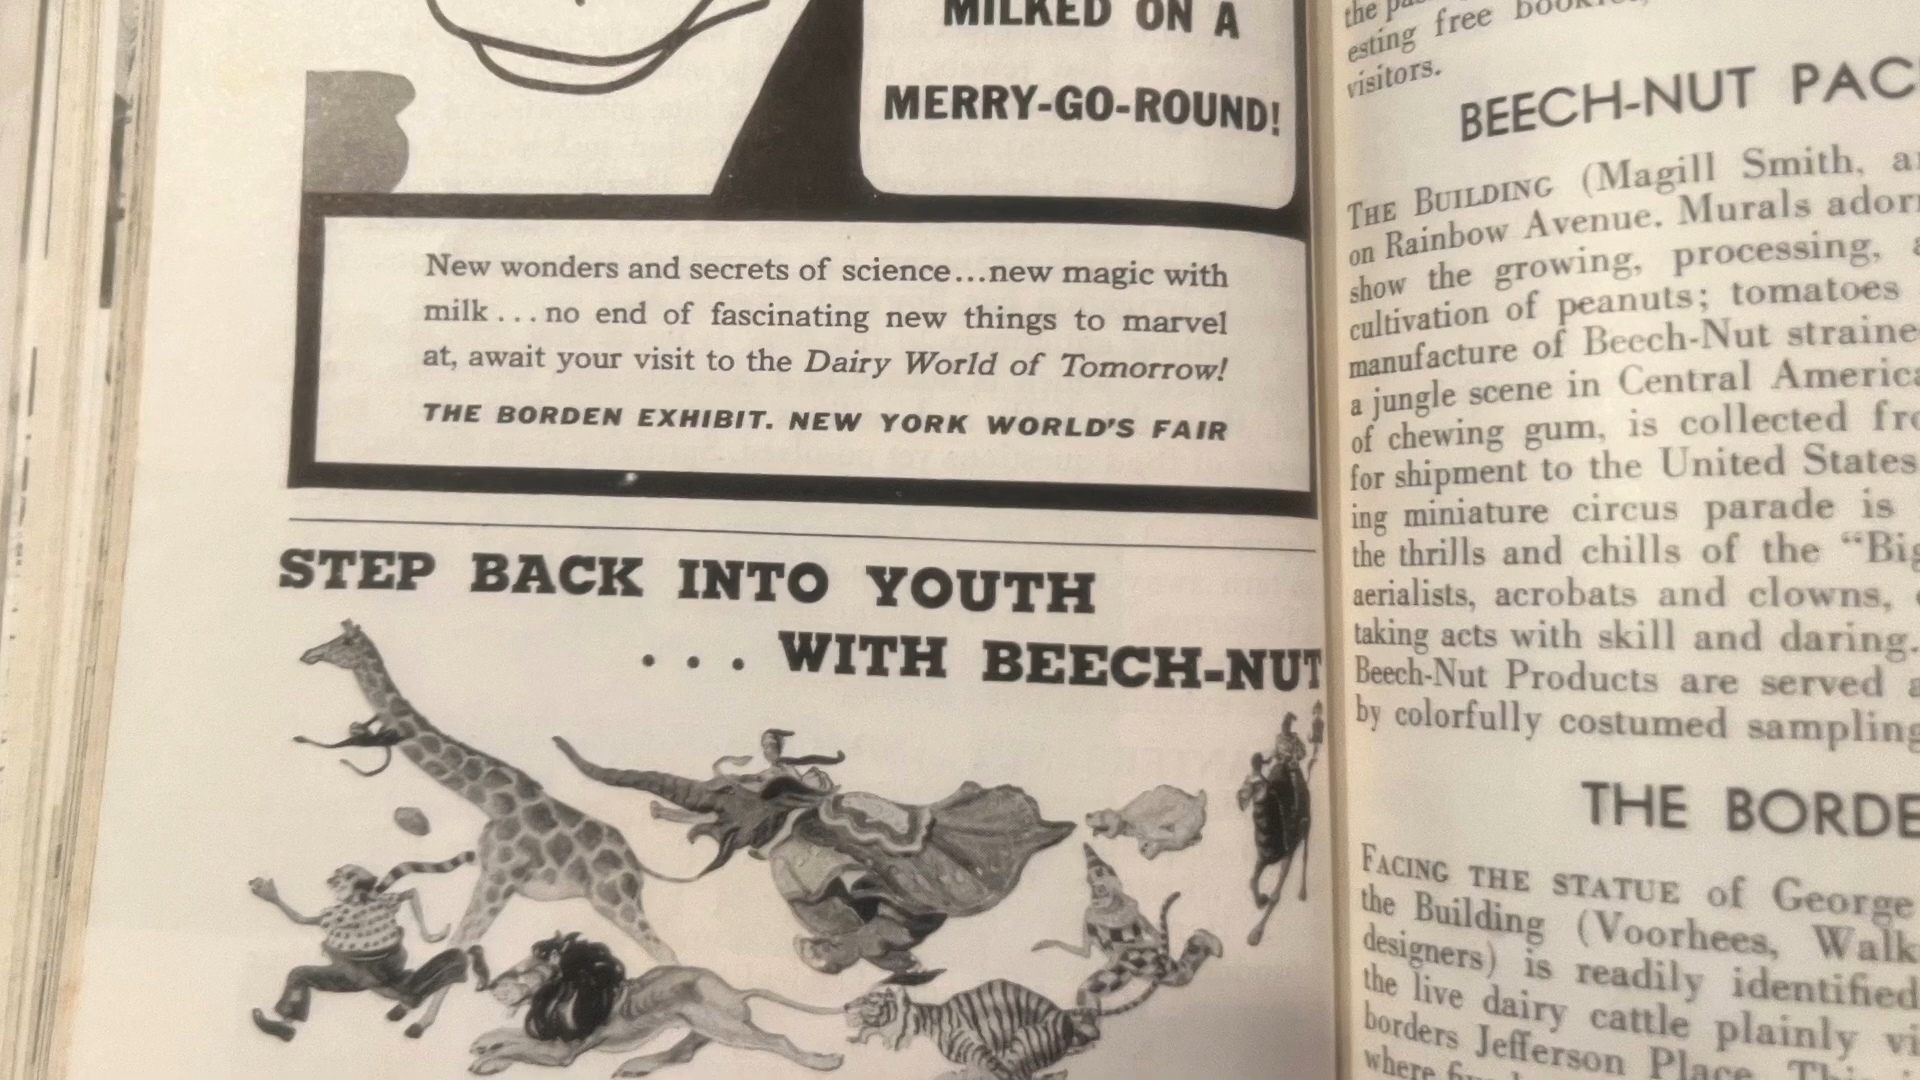 MILKED ON A
MERRY-GO-ROUND!
New wonders and secrets of science...new magic with
milk...no end of fascinating new things to marvel
at, await your visit to the Dairy World of Tomorrow!
THE BORDEN EXHIBIT. NEW YORK WORLD'S FAIR
STEP BACK INTO YOUTH
... WITH BEECH-NUT
the
esting free
visitors.
BEECH-NUT PAC
THE BUILDING (Magill Smith,
on Rainbow Avenue. Murals ador
show the growing, processing,
cultivation of peanuts; tomatoes
manufacture of Beech-Nut straine
a jungle scene in Central America
of chewing gum, is collected fro
for shipment to the United States
ing miniature circus parade is
the thrills and chills of the "Big
aerialists, acrobats and clowns,
taking acts with skill and daring.
Beech-Nut Products are served a
by colorfully costumed sampling
THE BORDE
FACING THE STATUE of George
the Building (Voorhees, Walk
designers) is readily identified
the live dairy cattle plainly vi
borders Jefferson Place.
where